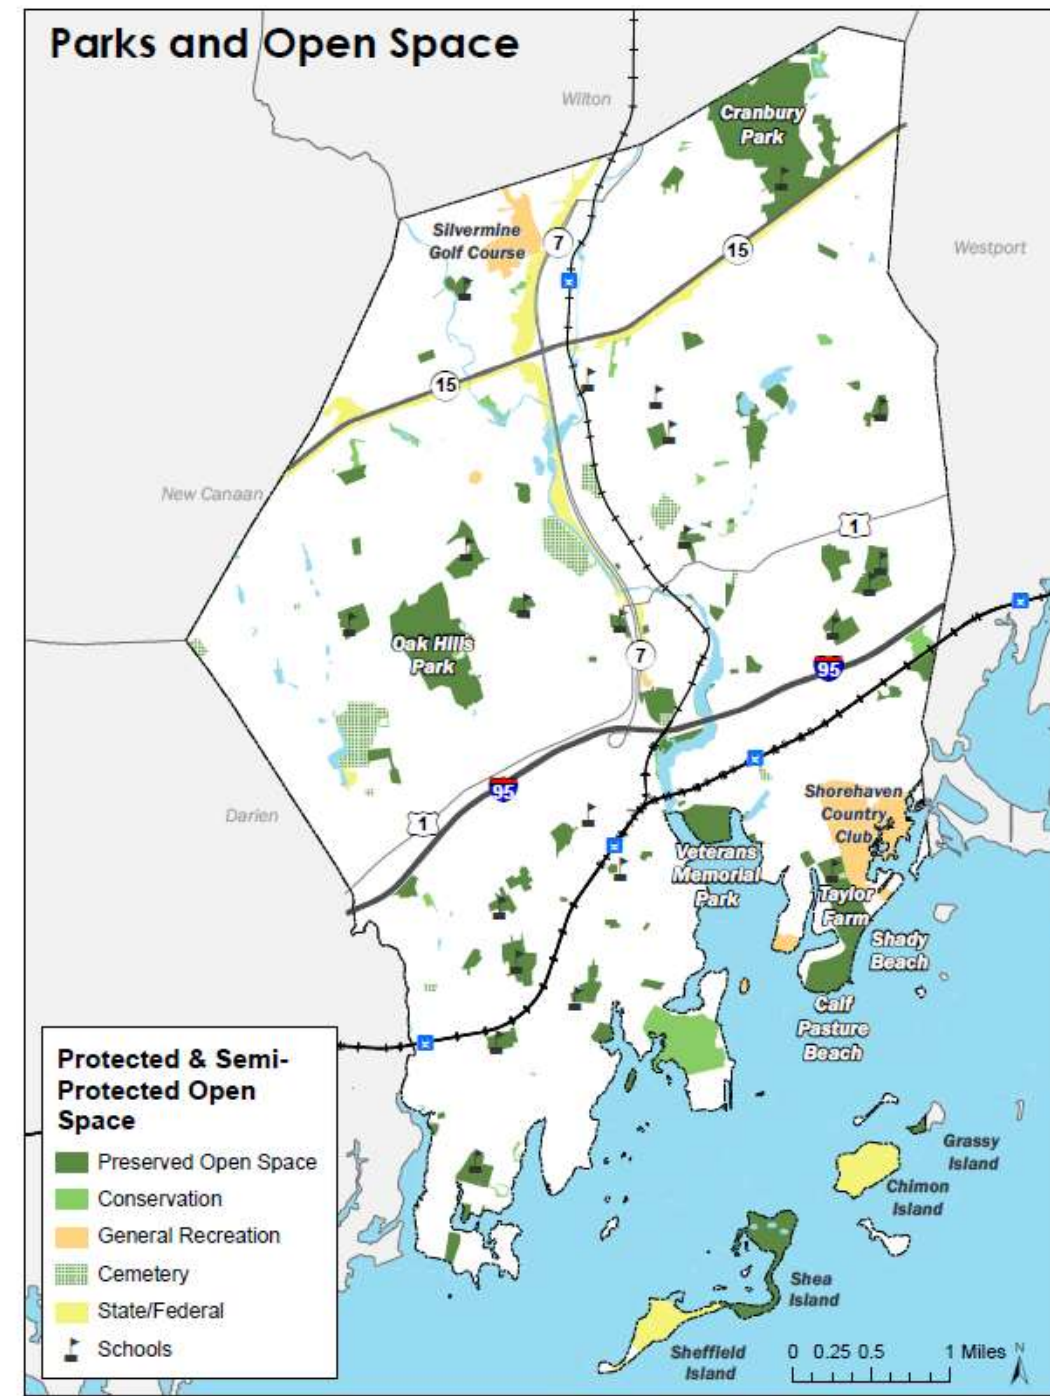 Parks and Open Space
Wilton
Cranbury
Park
Silvermine
Golf Course
7
15
Westport
15
New Canaan
1
Oak Hills
Park
7
95
95
Shorehaven
Country
Club
Darien
1
Veterans
Memorial
Park
Taylor
Farm
Shady
Beach
Calf
Pasture
Beach
Grassy
Island
Chimon
Island
Shea
Island
Sheffield
Island
Protected & Semi-
Protected Open
Space
Preserved Open Space
Conservation
General Recreation
Cemetery
State/Federal
Schools
0 0.25 0.5 1 Miles
N